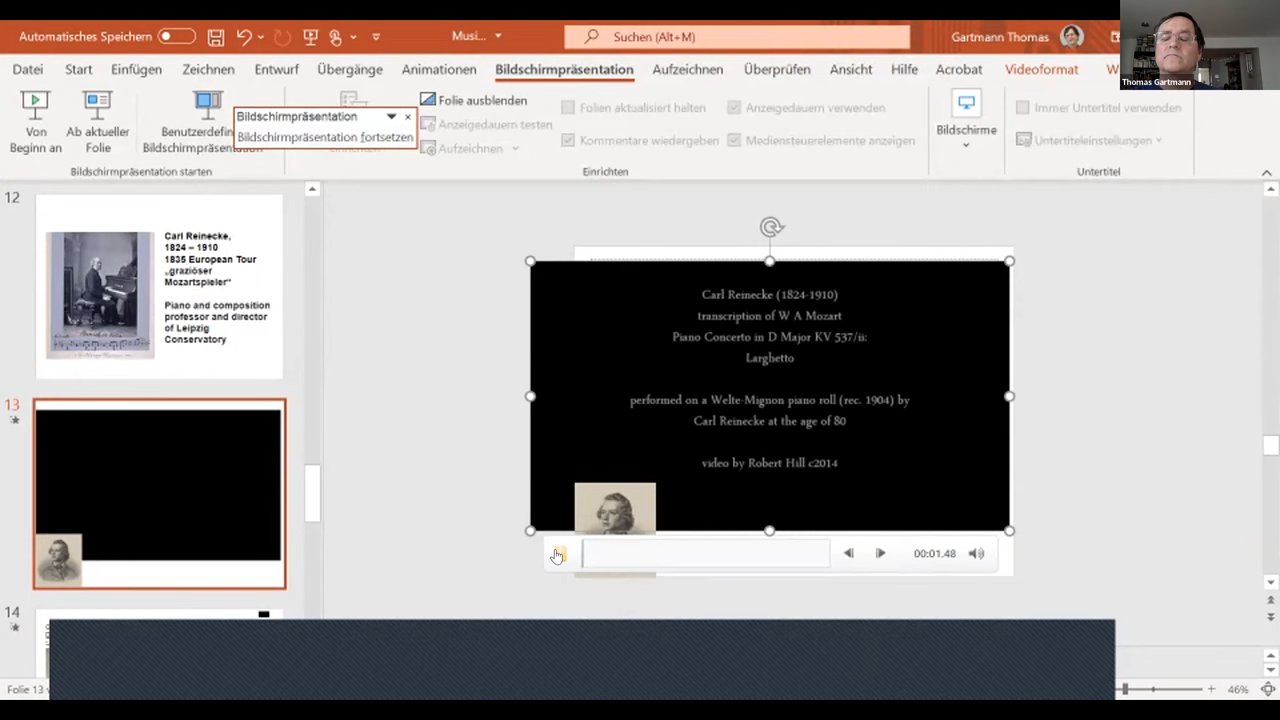 Automatisches Speichern
Musi...
Suchen (Alt+M)
Gartmann Thomas
Thomas Gartmann
Datei
Start
Einfügen
Zeichnen
Entwurf
Übergänge
Animationen
Bildschirmpräsentation
Aufzeichnen
Überprüfen
Ansicht
Hilfe
Acrobat
Videoformat
W
Von
Beginn an
Ab aktueller
Folie
Benutzerdefin
Bildschirmpräsentation
Bildschirmpräsentation starten
Bildschirmpräsentation
Bildschirmpräsentation fortsetzen
Folie ausblenden
Anzeigedauern testen
Aufzeichnen
Folien aktualisiert halten
Kommentare wiedergeben
Anzeigedauern verwenden
Mediensteuerelemente anzeigen
Einrichten
Bildschirme
Immer Untertitel verwenden
Untertiteleinstellungen
Untertitel
12
Carl Reinecke,
1824 – 1910
1835 European Tour
„graziöser
Mozartspieler“
Piano and composition
professor and director
of Leipzig
Conservatory
13
14
Carl Reinecke (1824-1910)
transcription of W A Mozart
Piano Concerto in D Major KV 537/ii:
Larghetto
performed on a Welte-Mignon piano roll (rec. 1904) by
Carl Reinecke at the age of 80
video by Robert Hill c2014
00:01.48
Folie 13
46%